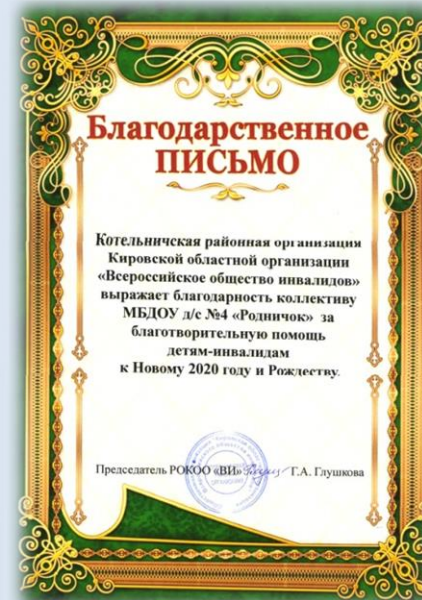 Благодарственное
ПИСЬМО
Котельничская районная организация
Кировской областной организации
«Всероссийское общество инвалидов»
выражает благодарность коллективу
МБДОУ д/с №4 «Родничок» за
благотворительную помощь
детям-инвалидам
к Новому 2020 году и Рождеству.
Председатель РОКОО «ВИ» Г.А. Глушкова